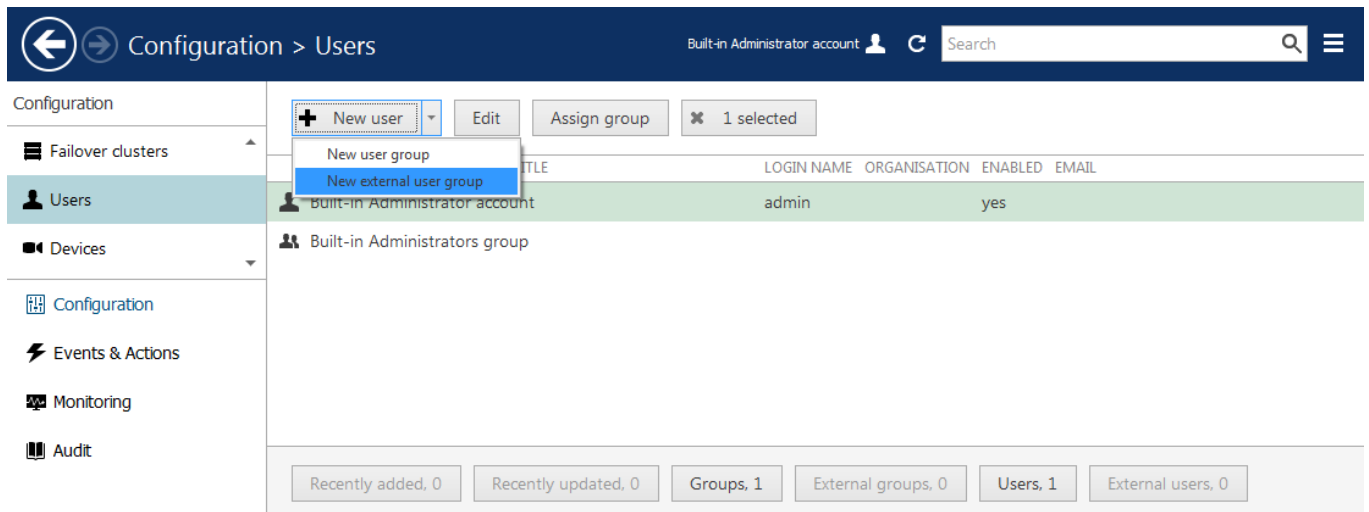 Configuration > Users
Built-in Administrator account
Search
Configuration
Failover clusters
Users
Devices
Configuration
Events & Actions
Monitoring
Audit
New user
Edit
Assign group
1 selected
New user group
New external user group
TITLE LOGIN NAME ORGANISATION ENABLED EMAIL
Built-in Administrator account admin yes
Built-in Administrators group
Recently added, 0 Recently updated, 0 Groups, 1 External groups, 0 Users, 1 External users, 0